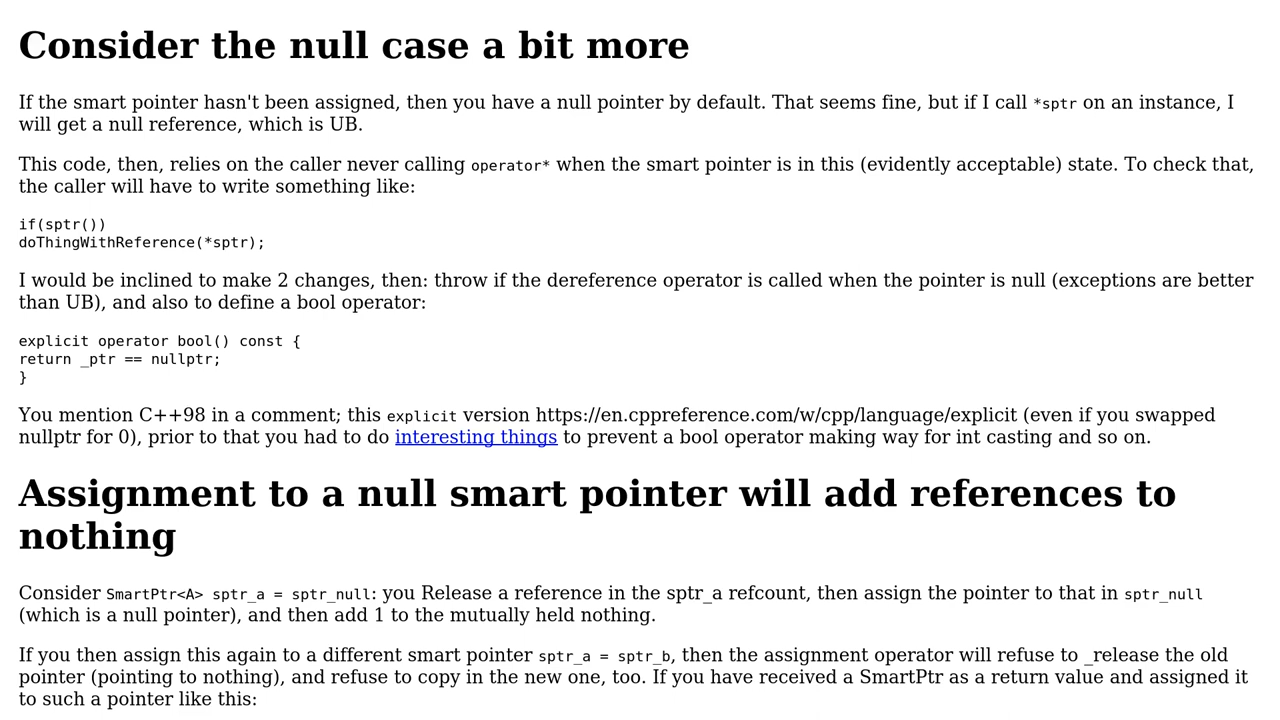 Consider the null case a bit more
If the smart pointer hasn't been assigned, then you have a null pointer by default. That seems fine, but if I call *sptr on an instance, I
will get a null reference, which is UB.
This code, then, relies on the caller never calling operator* when the smart pointer is in this (evidently acceptable) state. To check that,
the caller will have to write something like:
if(sptr())
doThingWithReference(*sptr);
I would be inclined to make 2 changes, then: throw if the dereference operator is called when the pointer is null (exceptions are better
than UB), and also to define a bool operator:
explicit operator bool() const {
return _ptr == nullptr;
}
You mention C++98 in a comment; this explicit version https://en.cppreference.com/w/cpp/language/explicit (even if you swapped
nullptr for 0), prior to that you had to do interesting things to prevent a bool operator making way for int casting and so on.
Assignment to a null smart pointer will add references to
nothing
Consider SmartPtr<A> sptr_a = sptr_null: you Release a reference in the sptr_a refcount, then assign the pointer to that in sptr_null
(which is a null pointer), and then add 1 to the mutually held nothing.
If you then assign this again to a different smart pointer sptr_a = sptr_b, then the assignment operator will refuse to _release the old
pointer (pointing to nothing), and refuse to copy in the new one, too. If you have received a SmartPtr as a return value and assigned it
to such a pointer like this: